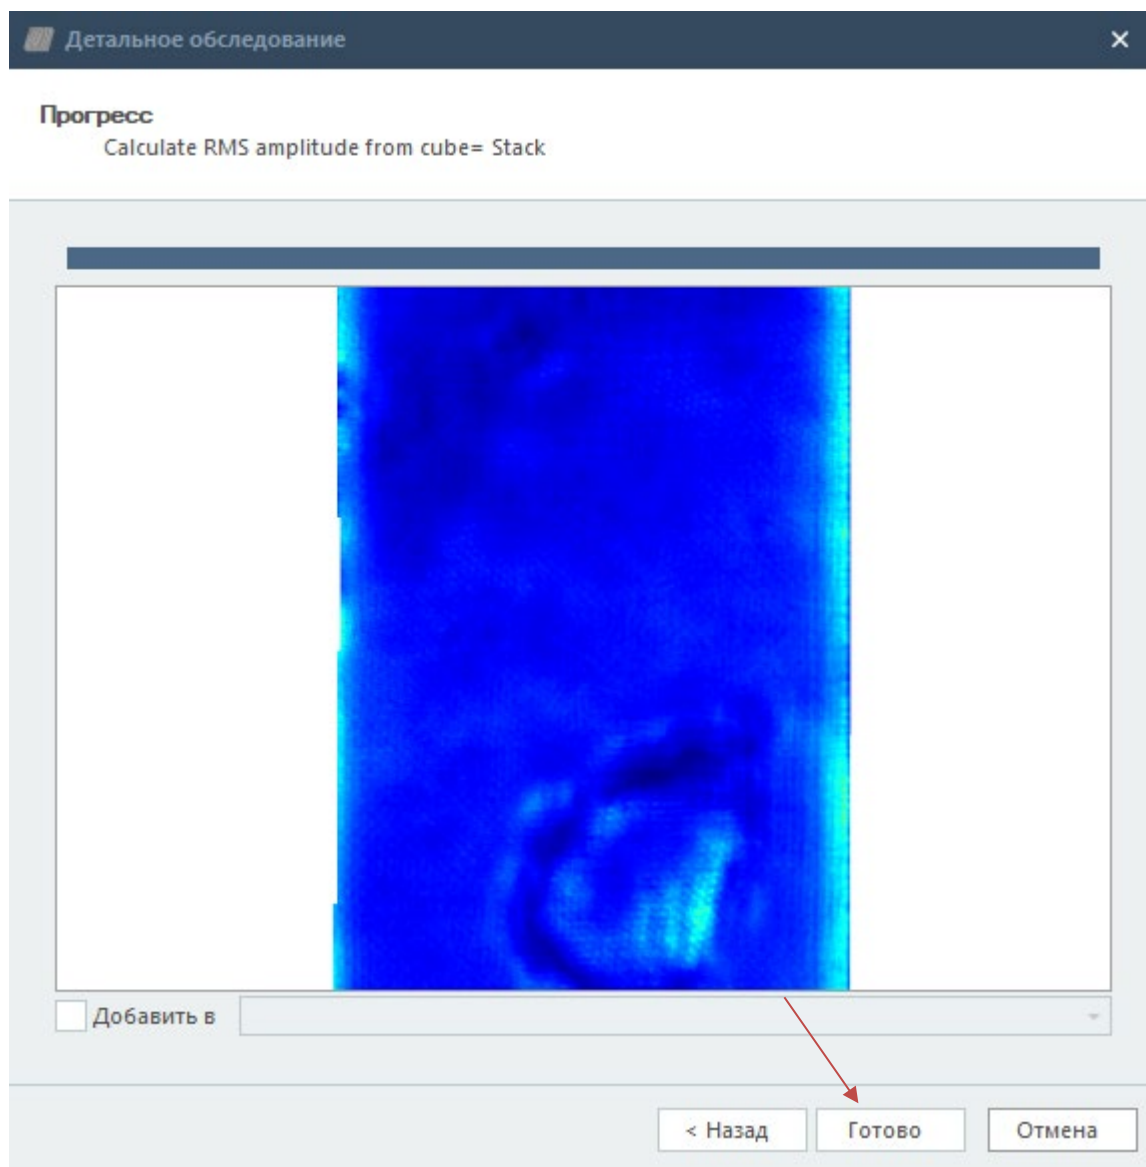 Детальное обследование
Прогресс
Calculate RMS amplitude from cube= Stack
Добавить в
< Назад
Готово
Отмена